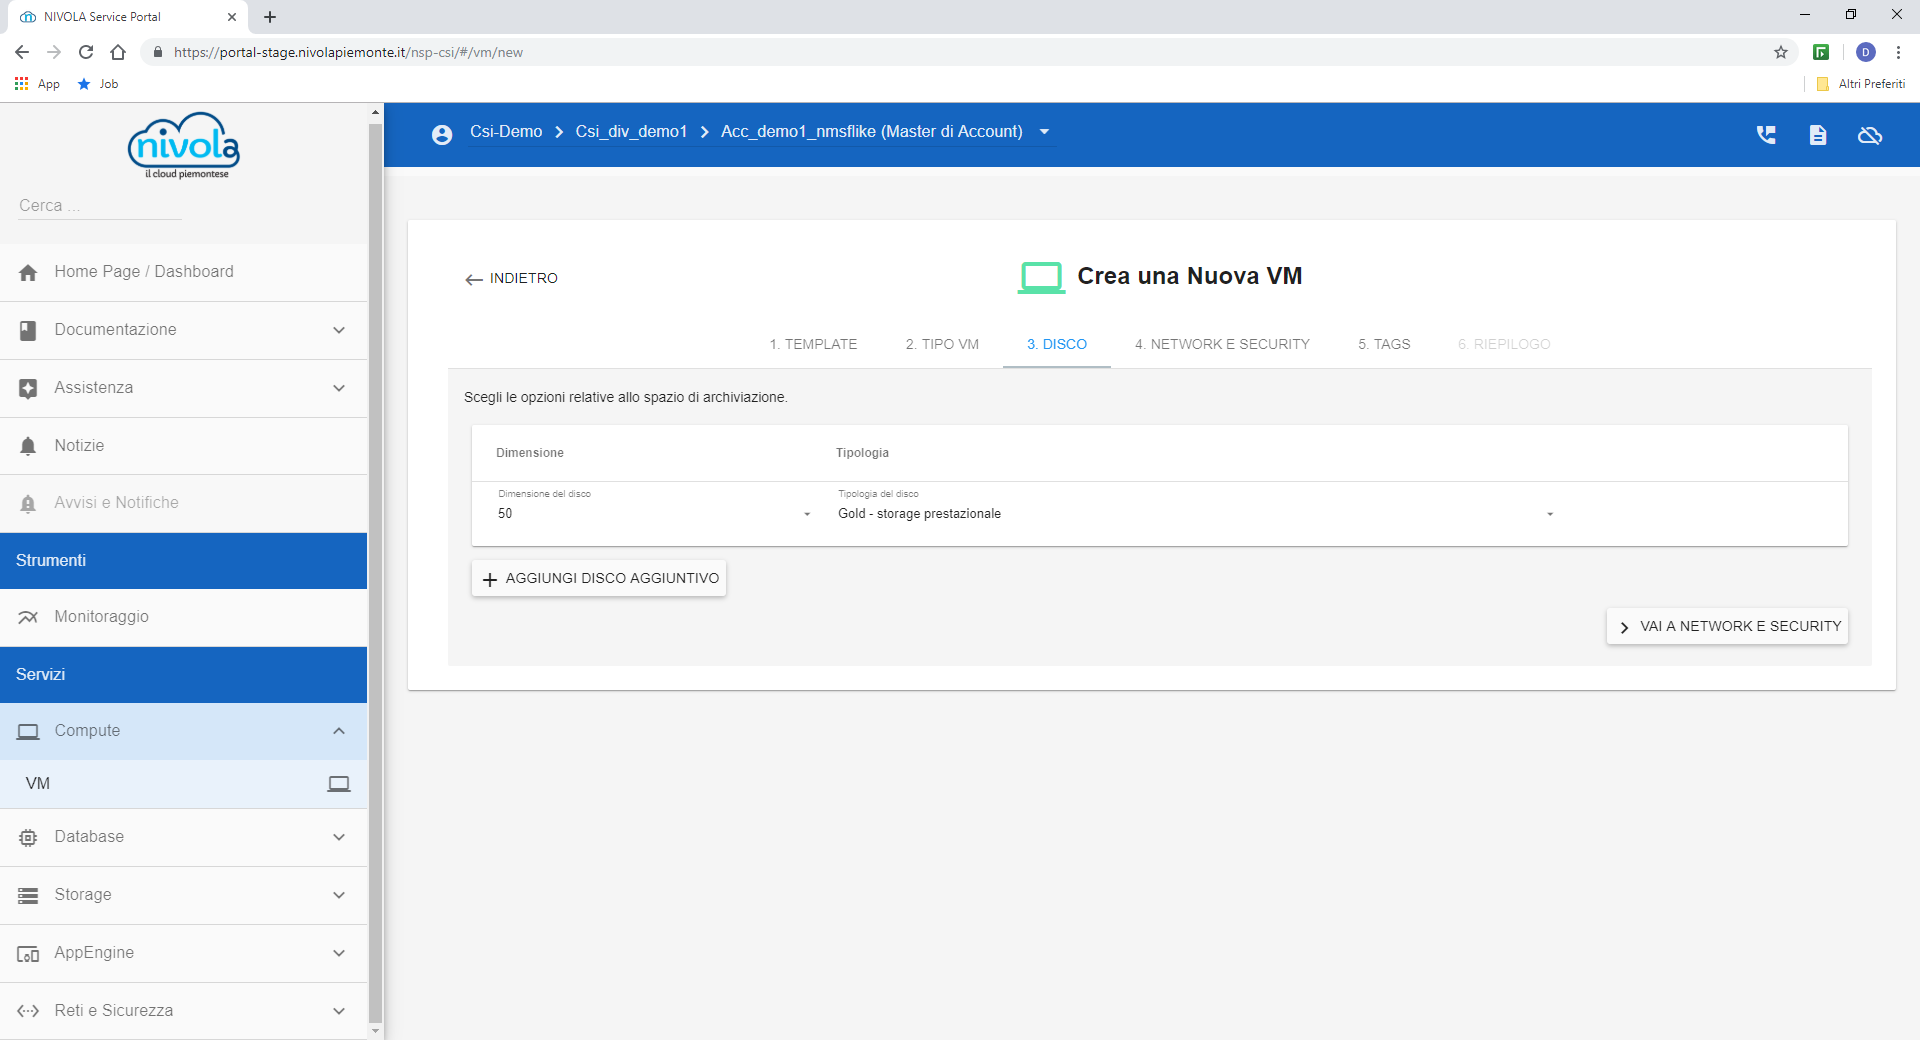 NIVOLA Service Portal
https://portal-stage.nivolapiemonte.it/nsp-csi/#/vm/new
D
App
Job
Altri Preferiti
nivola
il cloud piemontese
Cerca ...
Home Page / Dashboard
Documentazione
Assistenza
Notizie
Avvisi e Notifiche
Strumenti
Monitoraggio
Servizi
Compute
VM
Database
Storage
AppEngine
Reti e Sicurezza
Csi-Demo
Csi_div_demo1
Acc_demo1_nmsflike (Master di Account)
INDIETRO
Crea una Nuova VM
1. TEMPLATE
2. TIPO VM
3. DISCO
4. NETWORK E SECURITY
5. TAGS
6. RIEPILOGO
Scegli le opzioni relative allo spazio di archiviazione.
Dimensione
Tipologia
Dimensione del disco
Tipologia del disco
50
Gold - storage prestazionale
AGGIUNGI DISCO AGGIUNTIVO
VAI A NETWORK E SECURITY